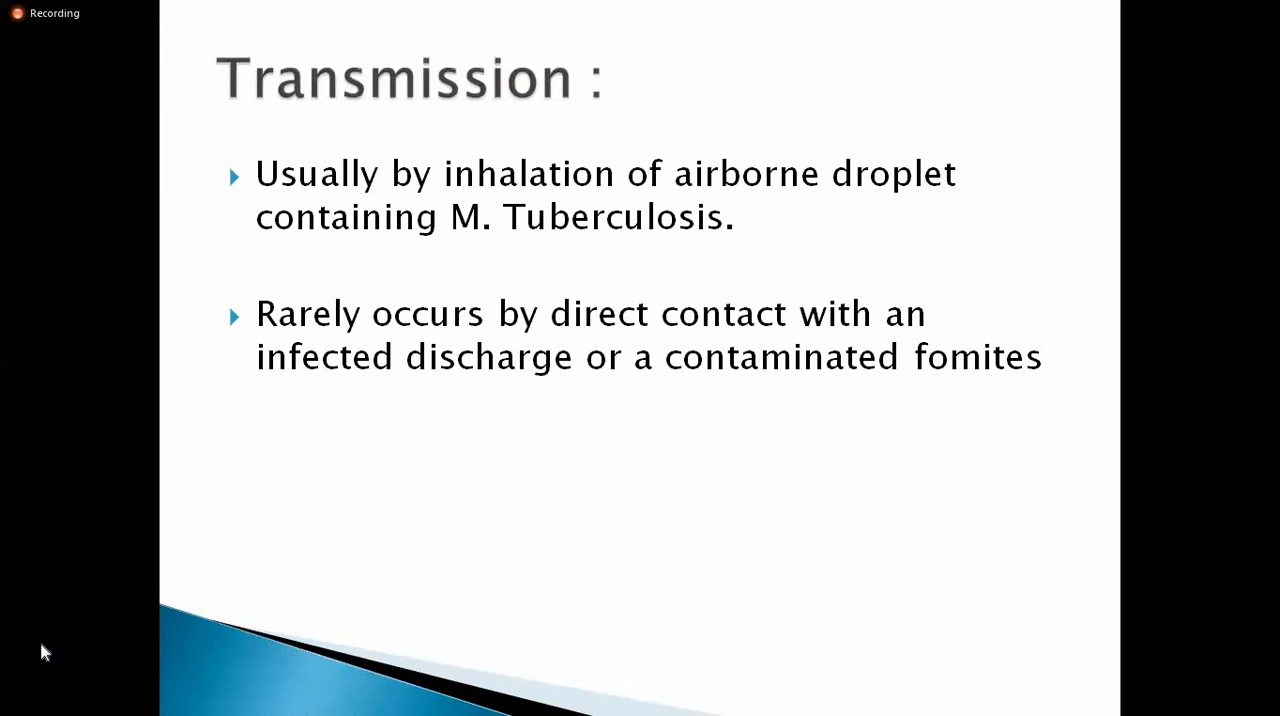 Recording
Transmission :
Usually by inhalation of airborne droplet
containing M. Tuberculosis.
Rarely occurs by direct contact with an
infected discharge or a contaminated fomites